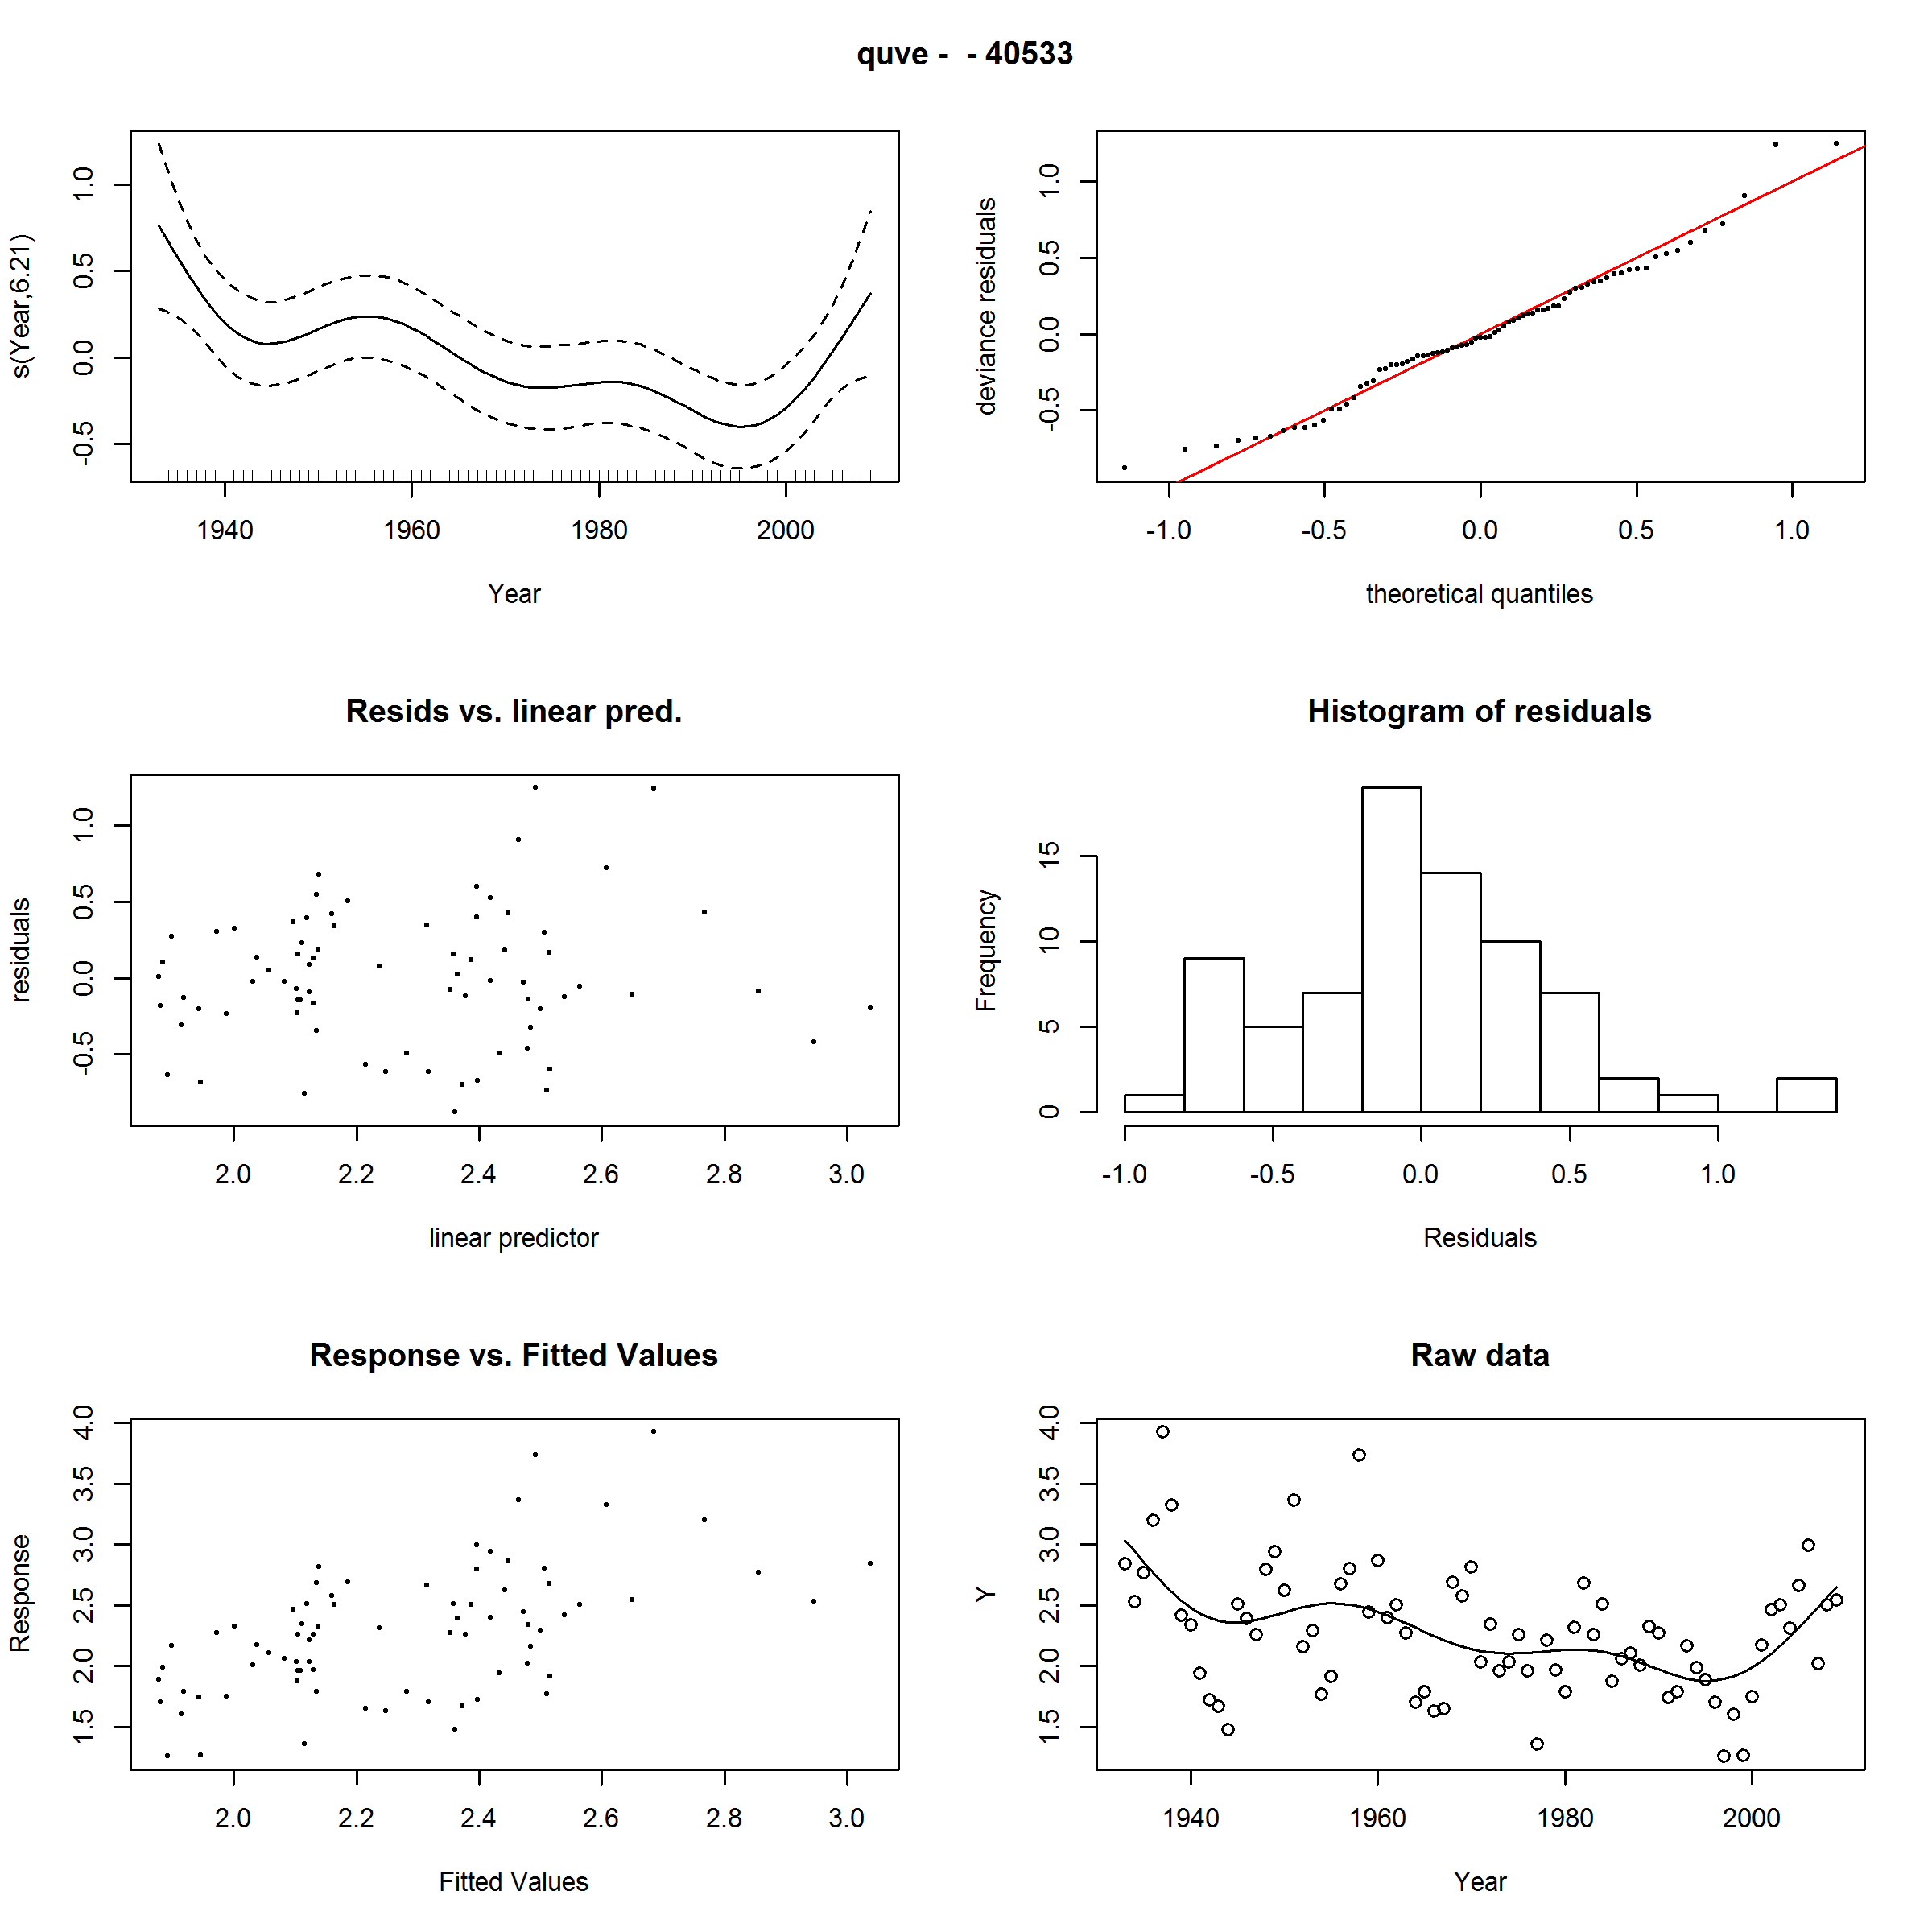 quve -  - 40533
s(Year,6.21)
1.0
0.5
0.0
-0.5
1940 1960 1980 2000
Year
deviance residuals
1.0
0.5
0.0
-0.5
-1.0 -0.5 0.0 0.5 1.0
theoretical quantiles
Resids vs. linear pred.
residuals
1.0
0.5
0.0
-0.5
2.0 2.2 2.4 2.6 2.8 3.0
linear predictor
Histogram of residuals
Frequency
15
10
5
0
-1.0 -0.5 0.0 0.5 1.0
Residuals
Response vs. Fitted Values
Response
4.0
3.5
3.0
2.5
2.0
1.5
2.0 2.2 2.4 2.6 2.8 3.0
Fitted Values
Raw data
Y
4.0
3.5
3.0
2.5
2.0
1.5
1940 1960 1980 2000
Year